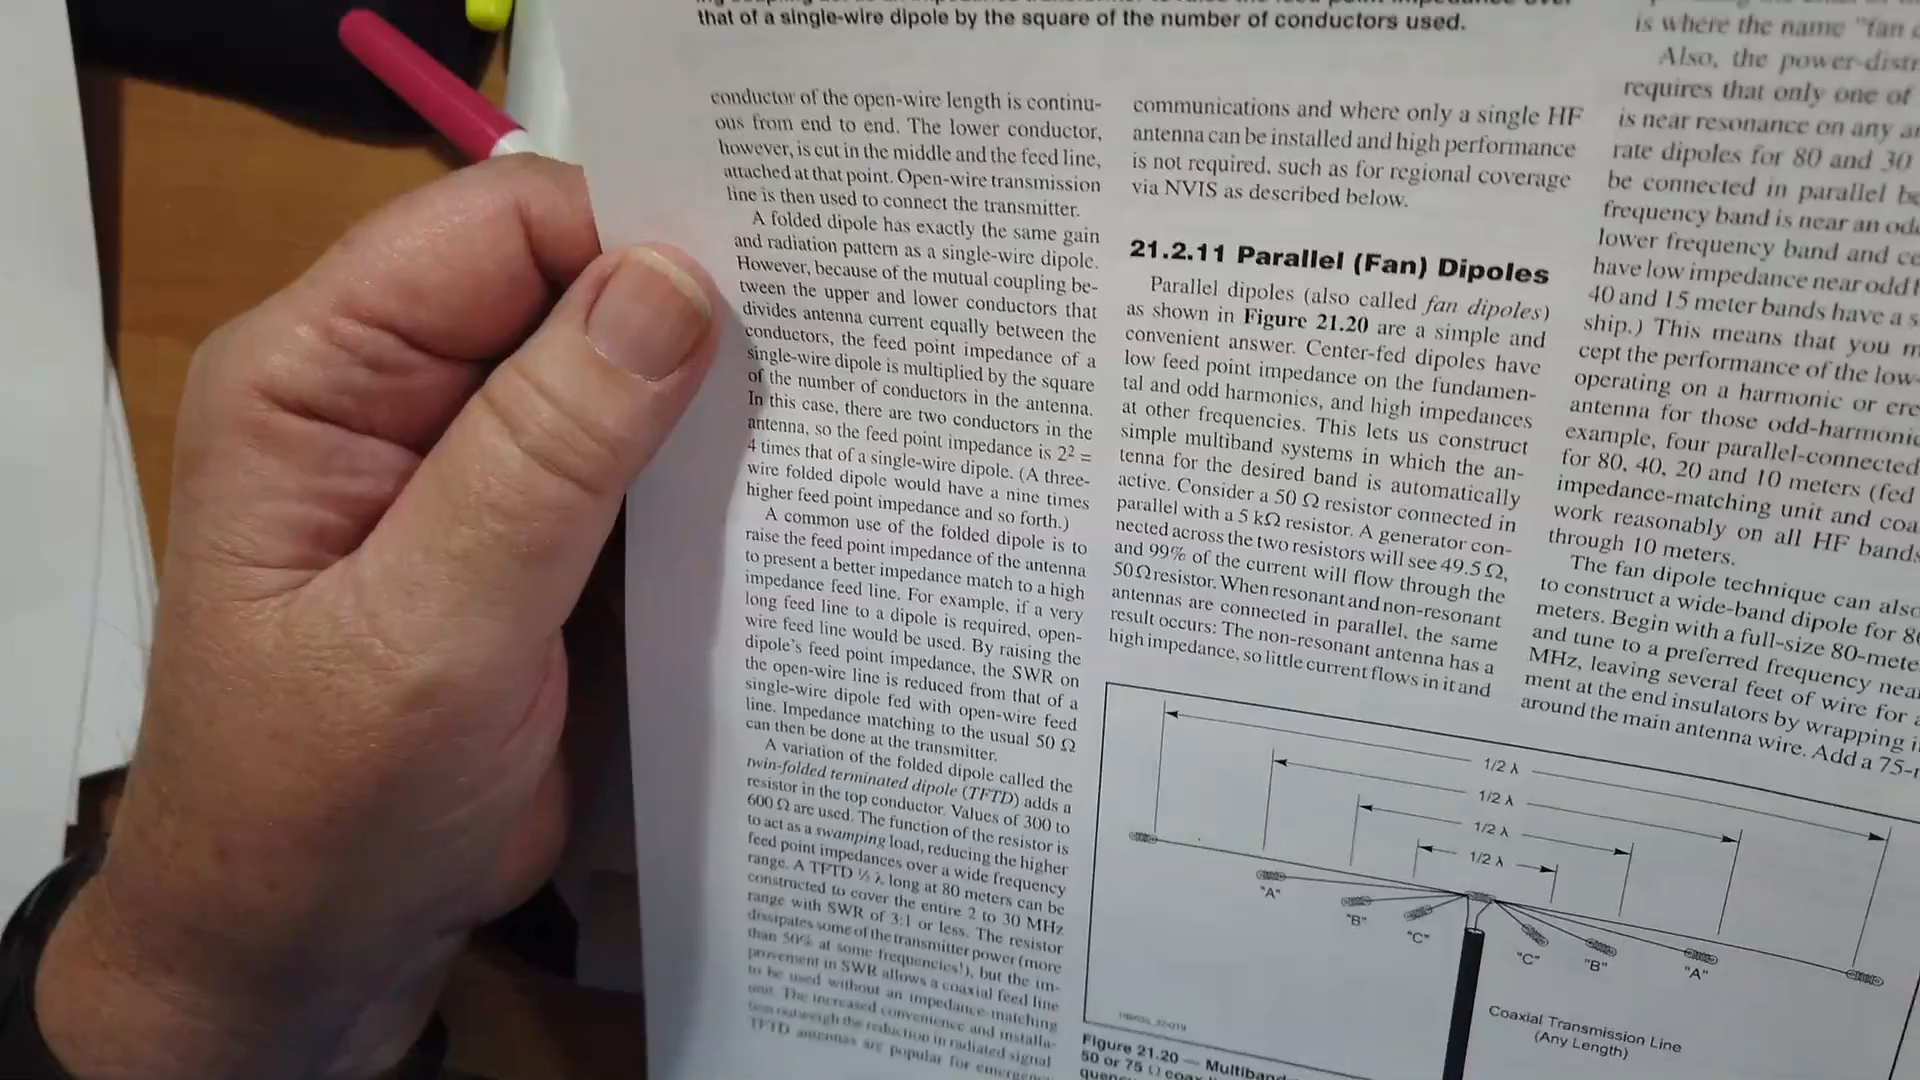 that of a single-wire dipole by the square of the number of conductors used.
conductor of the open-wire length is continu-
ous from end to end. The lower conductor,
however, is cut in the middle and the feed line,
attached at that point. Open-wire transmission
line is then used to connect the transmitter.
A folded dipole has exactly the same gain
and radiation pattern as a single-wire dipole.
However, because of the mutual coupling be-
tween the upper and lower conductors that
divides antenna current equally between the
conductors, the feed point impedance of a
single-wire dipole is multiplied by the square
of the number of conductors in the antenna.
In this case, there are two conductors in the
antenna, so the feed point impedance is 2² =
4 times that of a single-wire dipole. (A three-
wire folded dipole would have a nine times
higher feed point impedance and so forth.)
A common use of the folded dipole is to
raise the feed point impedance of the antenna
to present a better impedance match to a high
impedance feed line. For example, if a very
long feed line to a dipole is required, open-
wire feed line would be used. By raising the
dipole's feed point impedance, the SWR on
the open-wire line is reduced from that of a
single-wire dipole fed with open-wire feed
line. Impedance matching to the usual 50 Ω
can then be done at the transmitter.
A variation of the folded dipole called the
twin-folded terminated dipole (TFTD) adds a
resistor in the top conductor. Values of 300 to
600 Ω are used. The function of the resistor is
to act as a swamping load, reducing the higher
feed point impedances over a wide frequency
range. A TFTD ⅓ λ long at 80 meters can be
constructed to cover the entire 2 to 30 MHz
range with SWR of 3:1 or less. The resistor
dissipates some of the transmitter power (more
than 50% at some frequencies!), but the im-
provement in SWR allows a coaxial feed line
to be used without an impedance-matching
unit. The increased convenience and installa-
tion outweigh the reduction in radiated signal
TFTD antennas are popular for emergency
communications and where only a single HF
antenna can be installed and high performance
is not required, such as for regional coverage
via NVIS as described below.
21.2.11 Parallel (Fan) Dipoles
Parallel dipoles (also called fan dipoles)
as shown in Figure 21.20 are a simple and
convenient answer. Center-fed dipoles have
low feed point impedance on the fundamen-
tal and odd harmonics, and high impedances
at other frequencies. This lets us construct
simple multiband systems in which the an-
tenna for the desired band is automatically
active. Consider a 50 Ω resistor connected in
parallel with a 5 kΩ resistor. A generator con-
nected across the two resistors will see 49.5 Ω,
and 99% of the current will flow through the
50 Ω resistor. When resonant and non-resonant
antennas are connected in parallel, the same
result occurs: The non-resonant antenna has a
high impedance, so little current flows in it and
1/2 λ
1/2 λ
1/2 λ
1/2 λ
"A"
"B"
"C"
"C"
"B"
"A"
Coaxial Transmission Line
(Any Length)
Figure 21.20 — Multiband
50 or 75 Ω coax
is where the name "fan
Also, the power-distr
requires that only one of
is near resonance on any
rate dipoles for 80 and 30
be connected in parallel
frequency band is near an
lower frequency band and
have low impedance near odd
40 and 15 meter bands have a
ship.) This means that you
cept the performance of the low-
operating on a harmonic or
antenna for those odd-harmonic
example, four parallel-connected
for 80, 40, 20 and 10 meters (fed
impedance-matching unit and
work reasonably on all HF bands
through 10 meters.
The fan dipole technique can also
to construct a wide-band dipole for
meters. Begin with a full-size 80-mete
and tune to a preferred frequency
MHz, leaving several feet of wire for
ment at the end insulators by wrapping
around the main antenna wire. Add a